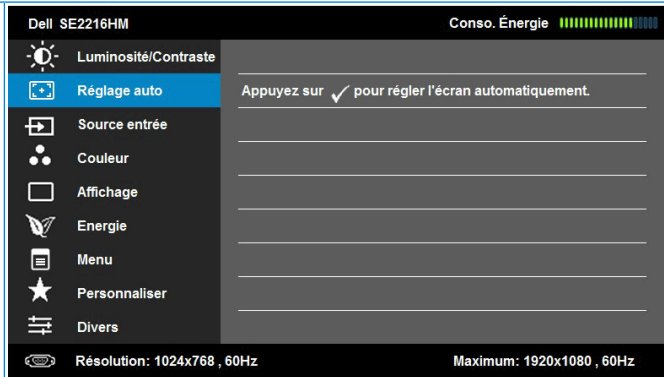 Dell SE2216HM Conso. Énergie
Luminosité/Contraste
Réglage auto Appuyez sur ✓ pour régler l'écran automatiquement.
Source entrée
Couleur
Affichage
Energie
Menu
Personnaliser
Divers
Résolution: 1024x768 , 60Hz Maximum: 1920x1080 , 60Hz